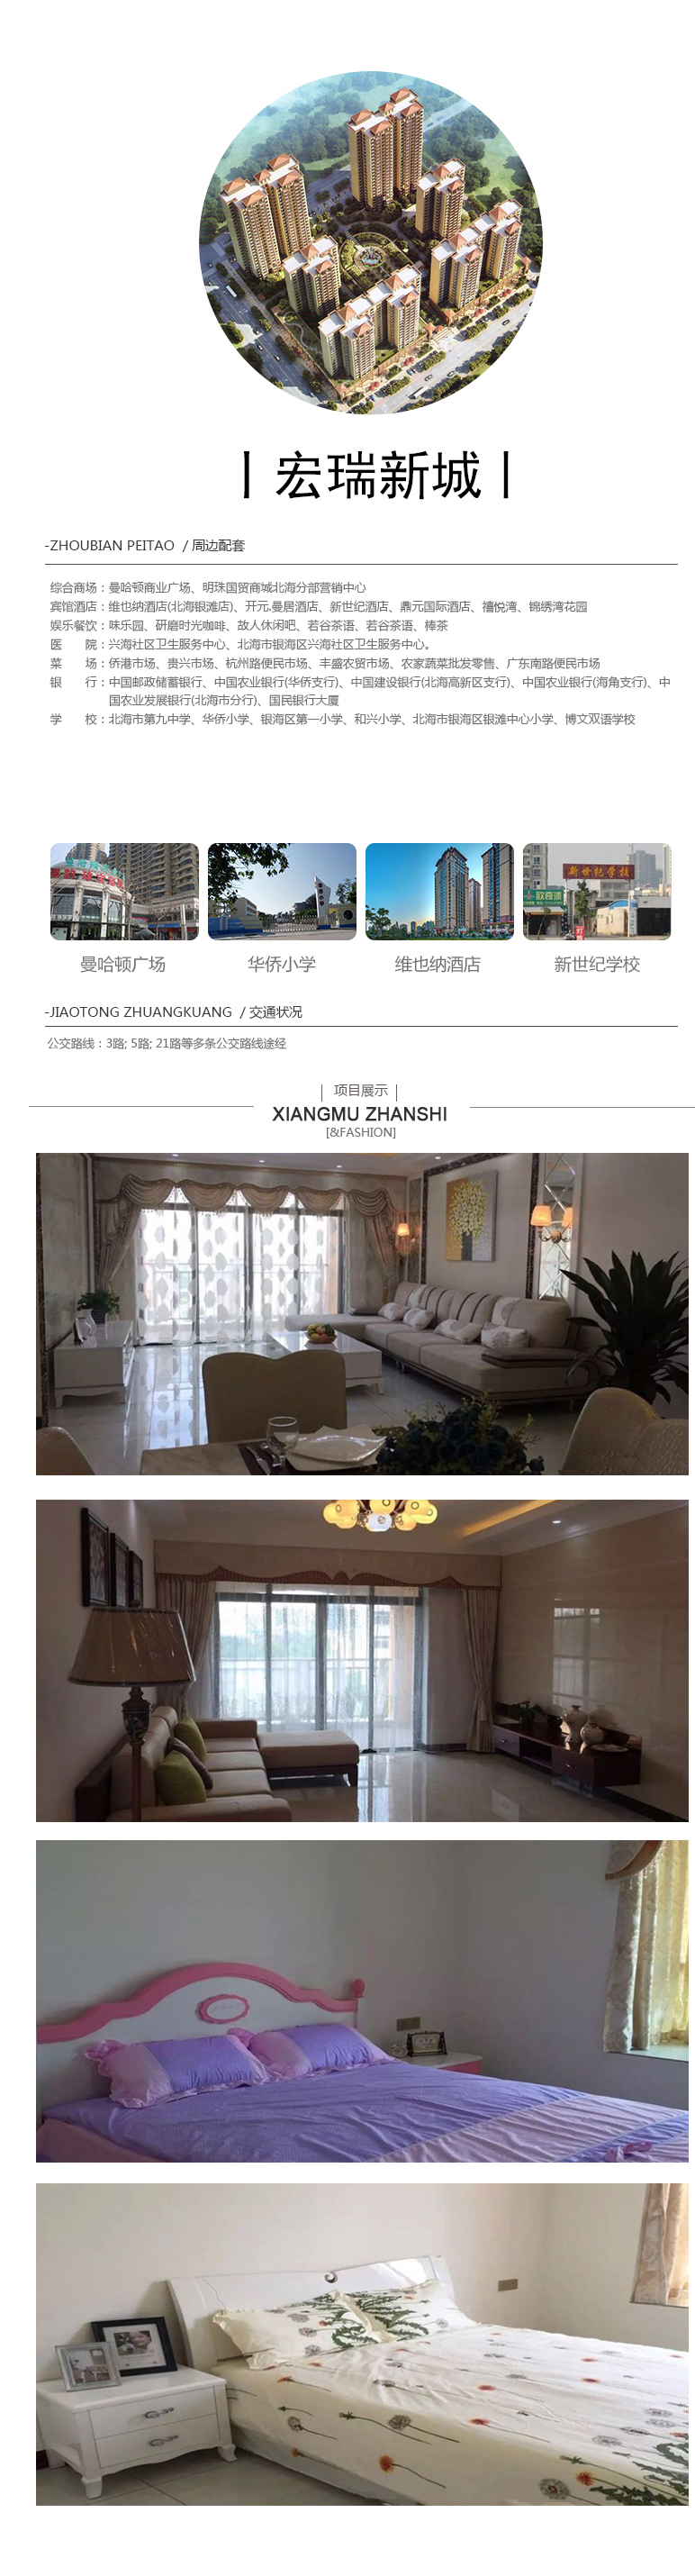 宏瑞新城
-ZHOUBIAN PEITAO / 周边配套
综合商场：曼哈顿商业广场、明珠国贸商城北海分部营销中心
宾馆酒店：维也纳酒店(北海银滩店)、开元.曼居酒店、新世纪酒店、鼎元国际酒店、禧悦湾、锦绣湾花园
娱乐餐饮：味乐园、研磨时光咖啡、故人休闲吧、若谷茶语、若谷茶语、棒茶
医 院：兴海社区卫生服务中心、北海市银海区兴海社区卫生服务中心。
菜 场：侨港市场、贵兴市场、杭州路便民市场、丰盛农贸市场、农家蔬菜批发零售、广东南路便民市场
银 行：中国邮政储蓄银行、中国农业银行(华侨支行)、中国建设银行(北海高新区支行)、中国农业银行(海角支行)、中
国农业发展银行(北海市分行)、国民银行大厦
学 校：北海市第九中学、华侨小学、银海区第一小学、和兴小学、北海市银海区银滩中心小学、博文双语学校
新世纪学校
曼哈顿广场
华侨小学
维也纳酒店
新世纪学校
-JIAOTONG ZHUANGKUANG / 交通状况
公交路线：3路; 5路; 21路等多条公交路线途经
项目展示
XIANGMU ZHANSHI
[&FASHION]